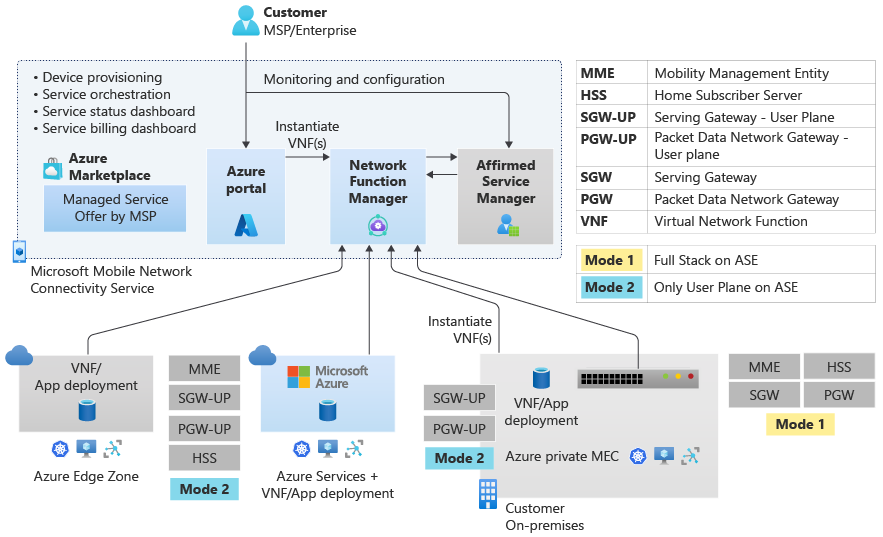 Customer
MSP/Enterprise
• Device provisioning
• Service orchestration
• Service status dashboard
• Service billing dashboard
Monitoring and configuration
Instantiate
VNF(s)
Azure
Marketplace
Managed Service
Offer by MSP
Azure
portal
Network
Function
Manager
Affirmed
Service
Manager
Microsoft Mobile Network
Connectivity Service
MME Mobility Management Entity
HSS Home Subscriber Server
SGW-UP Serving Gateway - User Plane
PGW-UP Packet Data Network Gateway -
User plane
SGW Serving Gateway
PGW Packet Data Network Gateway
VNF Virtual Network Function
Mode 1 Full Stack on ASE
Mode 2 Only User Plane on ASE
VNF/
App deployment
Azure Edge Zone
MME
SGW-UP
PGW-UP
HSS
Mode 2
Microsoft
Azure
Azure Services +
VNF/App deployment
Instantiate
VNF(s)
SGW-UP
PGW-UP
Mode 2
VNF/App
deployment
Azure private MEC
Customer
On-premises
MME HSS
SGW PGW
Mode 1